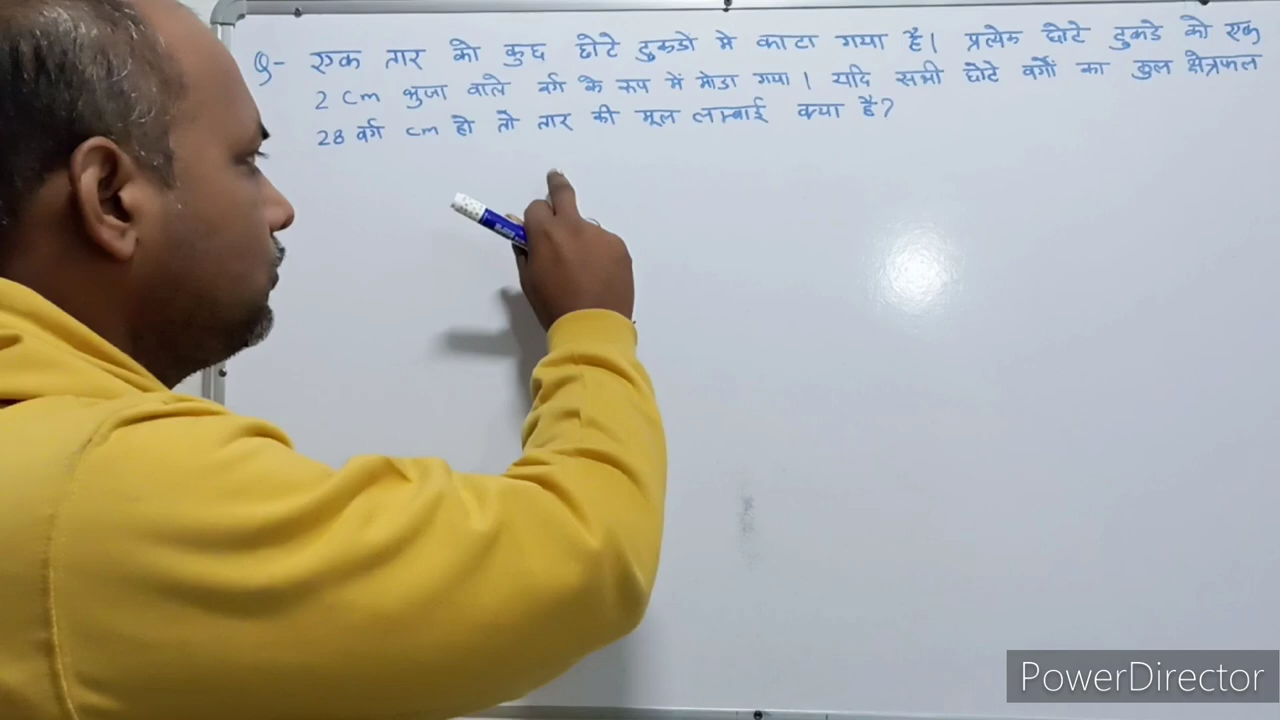 Q- एक तार को कुछ छोटे टुकडो मे काटा गया है। प्रत्येक छोटे टुकडे को एक
2 cm भुजा वाले वर्ग के रूप में मोडा गया। यदि सभी छोटे वर्गों का कुल क्षेत्रफल
28 वर्ग cm हो तो तार की मूल लम्बाई क्या है?
PowerDirector